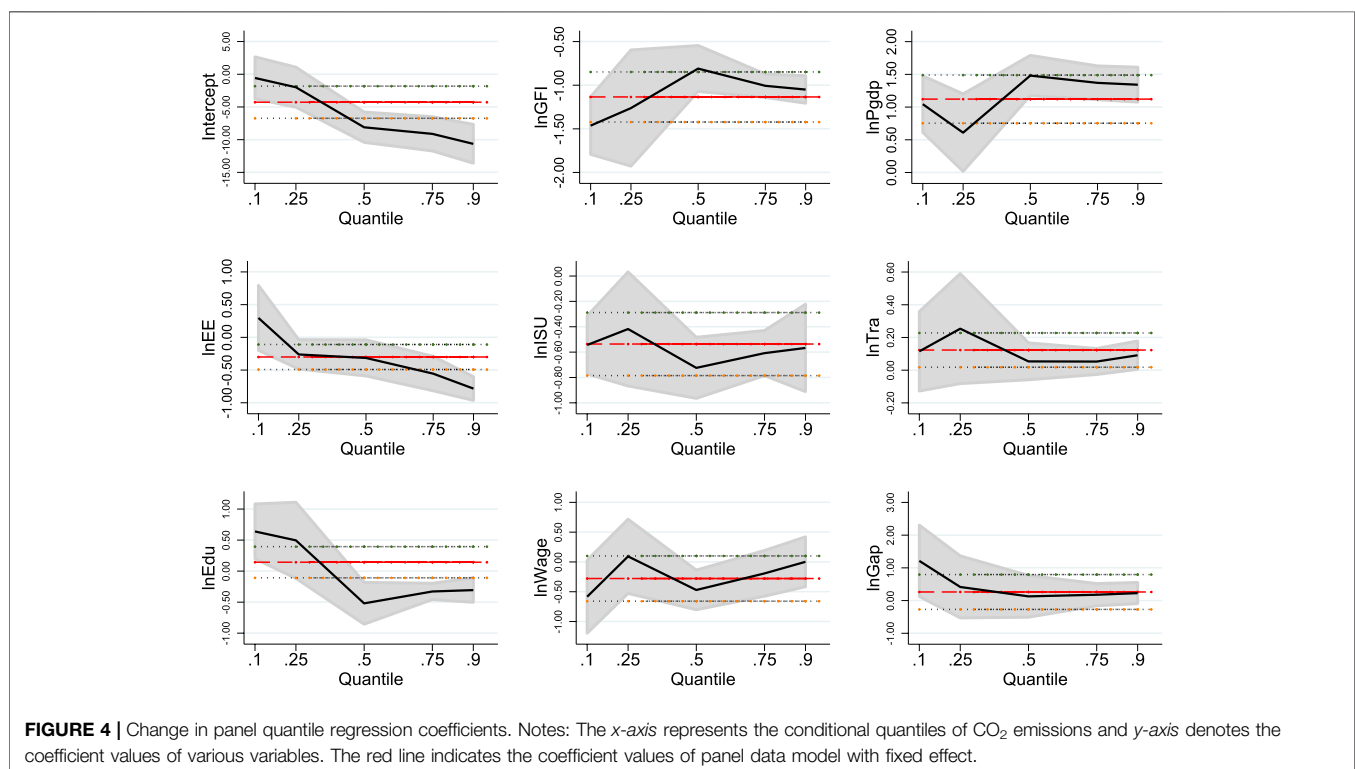 Intercept
5.00
0.00
-5.00
-10.00
-15.00
.1 .25 .5 .75 .9
Quantile
lnGFI
-0.50
-1.00
-1.50
-2.00
.1 .25 .5 .75 .9
Quantile
lnPgdp
2.00
1.50
1.00
0.50
0.00
.1 .25 .5 .75 .9
Quantile
lnEE
1.00
0.50
0.00
-0.50
-1.00
.1 .25 .5 .75 .9
Quantile
lnISU
0.00
-0.20
-0.40
-0.60
-0.80
-1.00
.1 .25 .5 .75 .9
Quantile
lnTra
0.60
0.40
0.20
0.00
-0.20
.1 .25 .5 .75 .9
Quantile
lnEdu
1.00
0.50
0.00
-0.50
-1.00
.1 .25 .5 .75 .9
Quantile
lnWage
1.00
0.50
0.00
-0.50
-1.00
.1 .25 .5 .75 .9
Quantile
lnGap
3.00
2.00
1.00
0.00
-1.00
.1 .25 .5 .75 .9
Quantile
FIGURE 4 | Change in panel quantile regression coefficients. Notes: The x-axis represents the conditional quantiles of CO₂ emissions and y-axis denotes the
coefficient values of various variables. The red line indicates the coefficient values of panel data model with fixed effect.